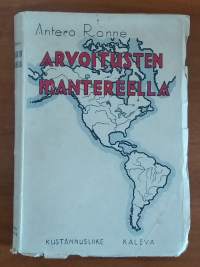 Antero Rönne
ARVOITUSTEN
MANTEREELLA
KUSTANNUSLIIKE KALEVA